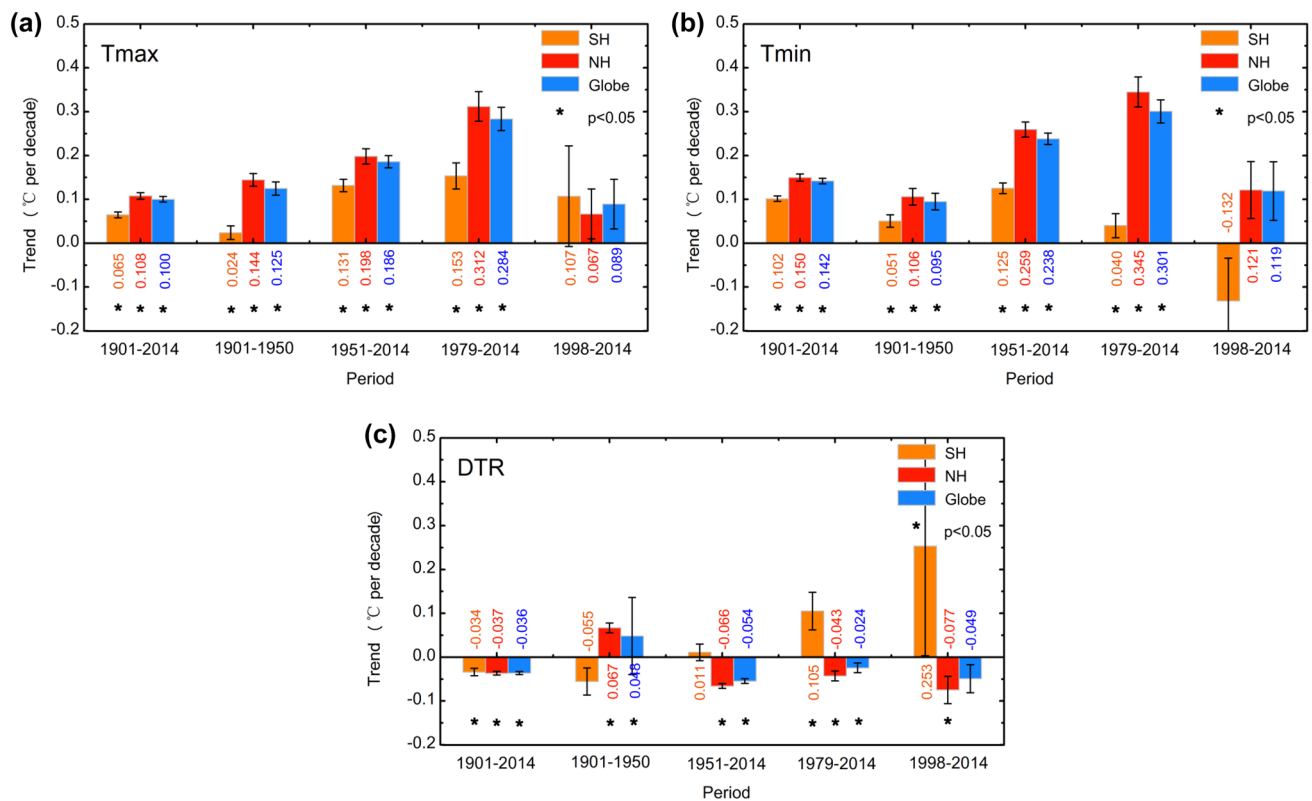 (a)
Tmax
SH
NH
Globe
* p<0.05
Trend ( ℃ per decade)
0.5
0.4
0.3
0.2
0.1
0.0
-0.1
-0.2
0.065 0.108 0.100
0.024 0.144 0.125
0.131 0.198 0.186
0.153 0.312 0.284
0.107 0.067 0.089
* * * * * * * * * * * *
1901-2014 1901-1950 1951-2014 1979-2014 1998-2014
Period
(b)
Tmin
SH
NH
Globe
* p<0.05
Trend ( ℃ per decade)
0.5
0.4
0.3
0.2
0.1
0.0
-0.1
-0.2
0.102 0.150 0.142
0.051 0.106 0.095
0.125 0.259 0.238
0.040 0.345 0.301
-0.132 0.121 0.119
* * * * * * * * * * * *
1901-2014 1901-1950 1951-2014 1979-2014 1998-2014
Period
(c)
DTR
SH
NH
Globe
* p<0.05
Trend ( ℃ per decade)
0.5
0.4
0.3
0.2
0.1
0.0
-0.1
-0.2
-0.034 -0.037 -0.036
-0.055 0.067 0.048
0.011 -0.066 -0.054
0.105 -0.043 -0.024
0.253 -0.077 -0.049
* * * * * * * * * * *
1901-2014 1901-1950 1951-2014 1979-2014 1998-2014
Period